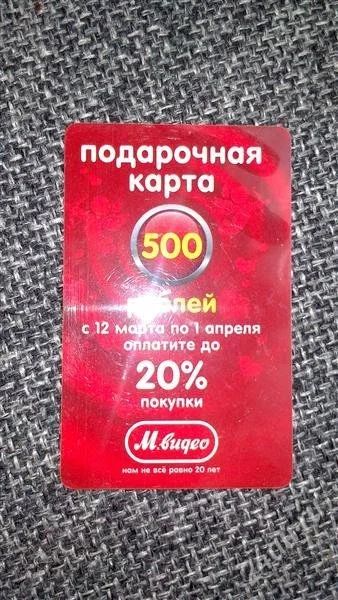 подарочная
карта
500
рублей
с 12 марта по 1 апреля
оплатите до
20%
покупки
М.видео
нам не всё равно 20 лет